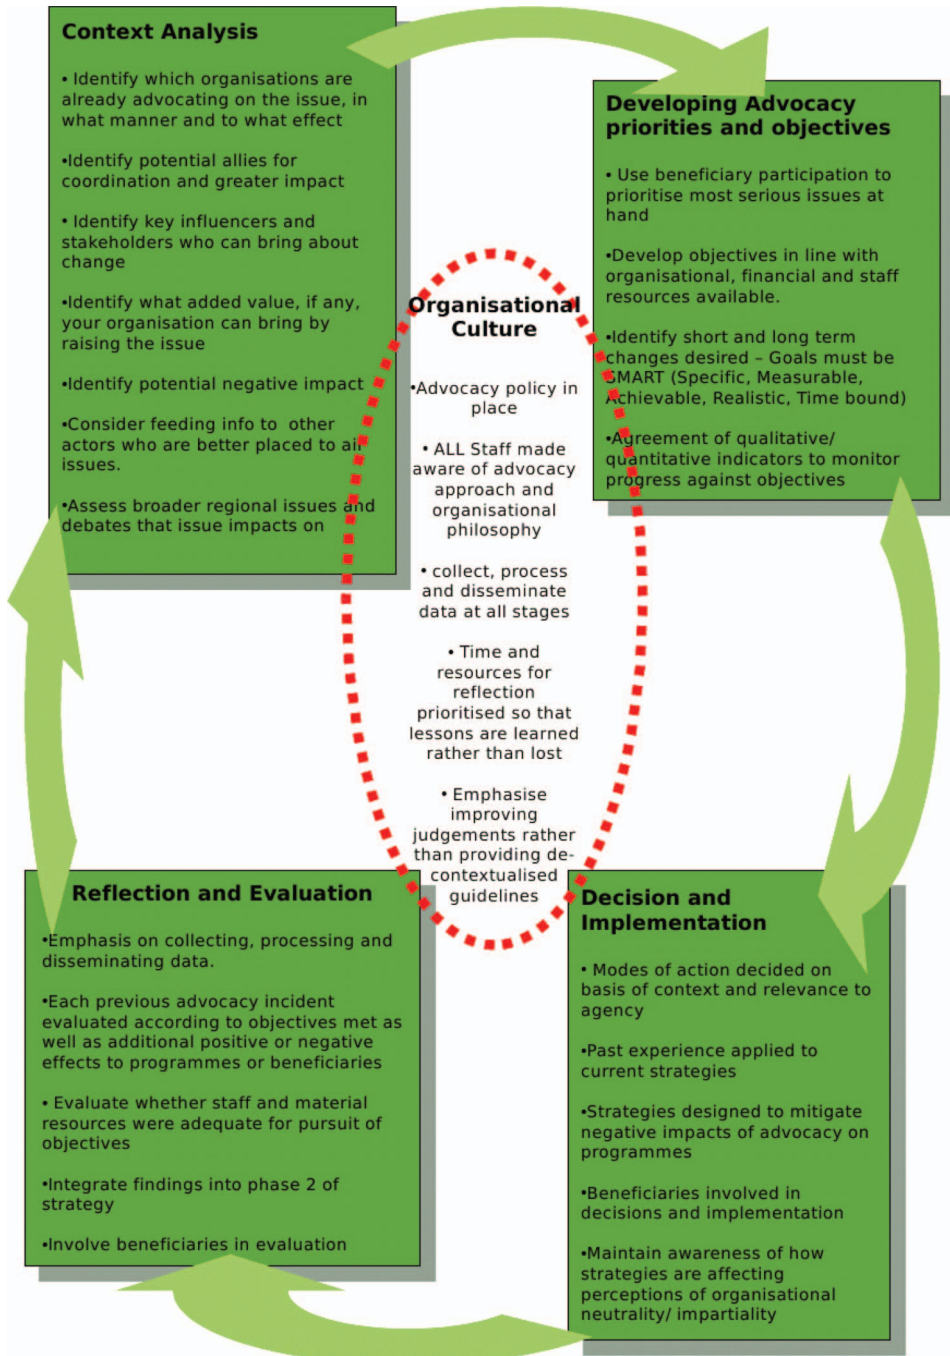 Context Analysis
• Identify which organisations are
already advocating on the issue, in
what manner and to what effect
•Identify potential allies for
coordination and greater impact
• Identify key influencers and
stakeholders who can bring about
change
•Identify what added value, if any,
your organisation can bring by
raising the issue
•Identify potential negative impact
•Consider feeding info to other
actors who are better placed to air
issues.
•Assess broader regional issues and
debates that issue impacts on
Developing Advocacy
priorities and objectives
• Use beneficiary participation to
prioritise most serious issues at
hand
•Develop objectives in line with
organisational, financial and staff
resources available.
•Identify short and long term
changes desired – Goals must be
SMART (Specific, Measurable,
Achievable, Realistic, Time bound)
•Agreement of qualitative/
quantitative indicators to monitor
progress against objectives
Organisational
Culture
•Advocacy policy in
place
• ALL Staff made
aware of advocacy
approach and
organisational
philosophy
• collect, process
and disseminate
data at all stages
• Time and
resources for
reflection
prioritised so that
lessons are learned
rather than lost
• Emphasise
improving
judgements rather
than providing de-
contextualised
guidelines
Decision and
Implementation
• Modes of action decided on
basis of context and relevance to
agency
•Past experience applied to
current strategies
•Strategies designed to mitigate
negative impacts of advocacy on
programmes
•Beneficiaries involved in
decisions and implementation
•Maintain awareness of how
strategies are affecting
perceptions of organisational
neutrality/ impartiality
Reflection and Evaluation
•Emphasis on collecting, processing and
disseminating data.
•Each previous advocacy incident
evaluated according to objectives met as
well as additional positive or negative
effects to programmes or beneficiaries
• Evaluate whether staff and material
resources were adequate for pursuit of
objectives
•Integrate findings into phase 2 of
strategy
•Involve beneficiaries in evaluation